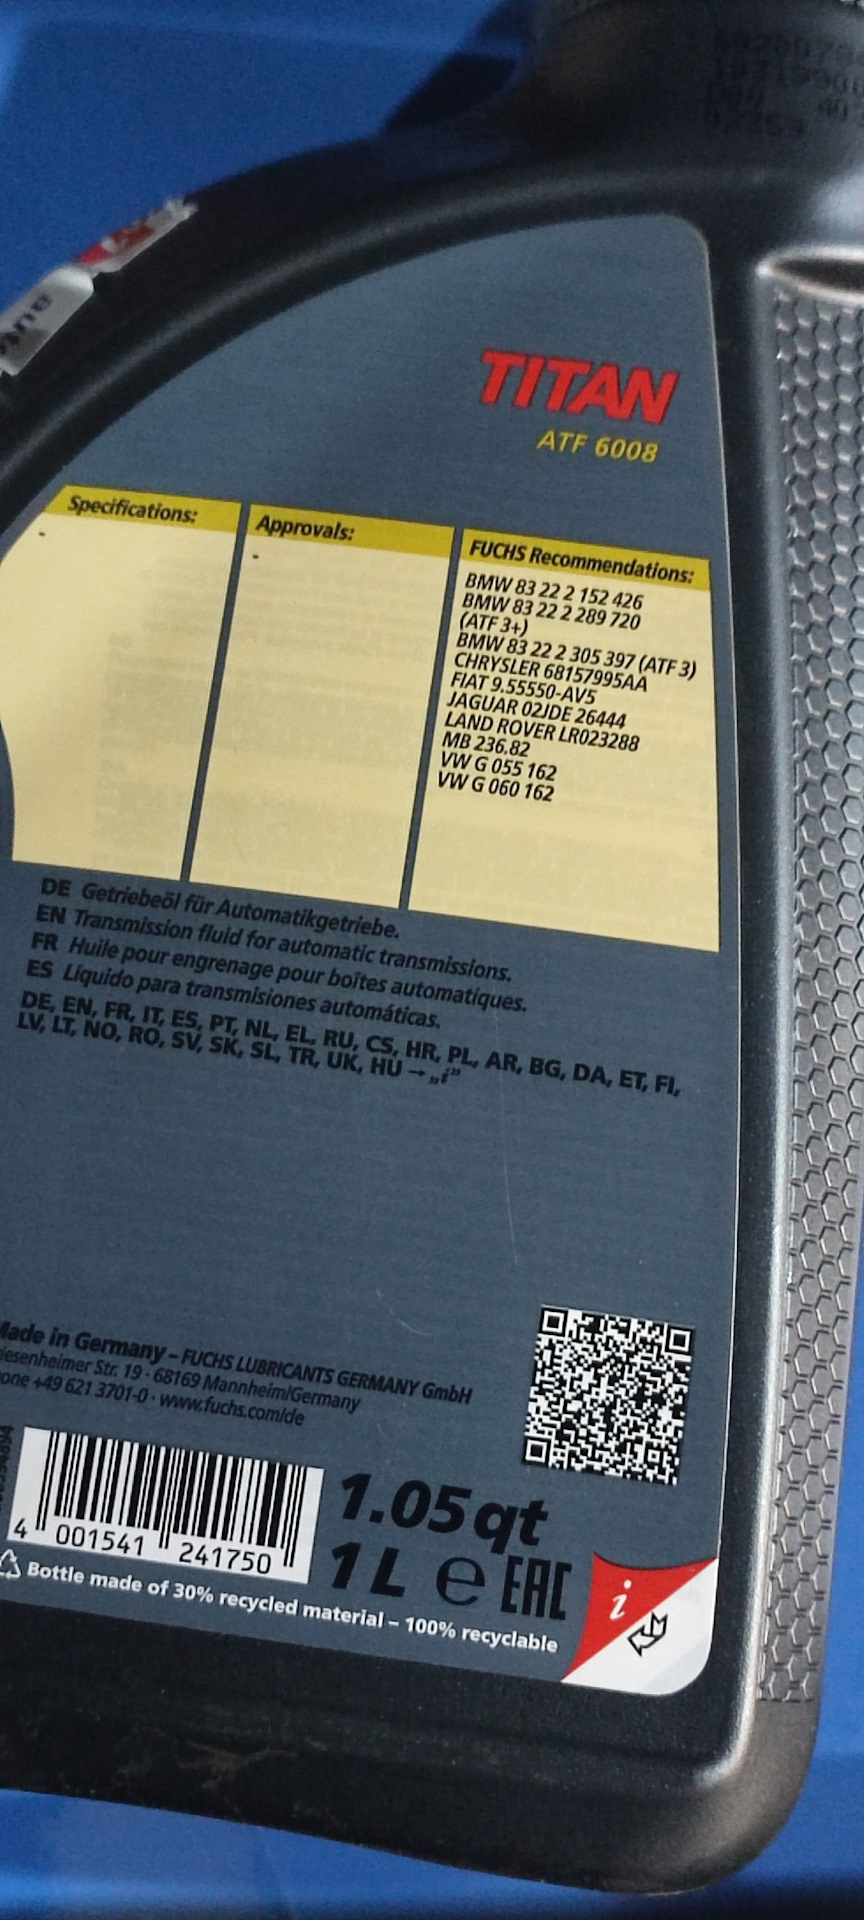 TITAN
ATF 6008
Specifications:
-
Approvals:
-
FUCHS Recommendations:
BMW 83 22 2 152 426
BMW 83 22 2 289 720
(ATF 3+)
BMW 83 22 2 305 397 (ATF 3)
CHRYSLER 68157995AA
FIAT 9.55550-AV5
JAGUAR 02JDE 26444
LAND ROVER LR023288
MB 236.82
VW G 055 162
VW G 060 162
DE Getriebeöl für Automatikgetriebe.
EN Transmission fluid for automatic transmissions.
FR Huile pour engrenage pour boîtes automatiques.
ES Líquido para transmisiones automáticas.
DE, EN, FR, IT, ES, PT, NL, EL, RU, CS, HR, PL, AR, BG, DA, ET, FI,
LV, LT, NO, RO, SV, SK, SL, TR, UK, HU → „i”
Made in Germany – FUCHS LUBRICANTS GERMANY GmbH
iesenheimer Str. 19 · 68169 Mannheim/Germany
one +49 621 3701-0 · www.fuchs.com/de
4 001541 241750
1.05 qt
1 L e EAC
i
Bottle made of 30% recycled material – 100% recyclable